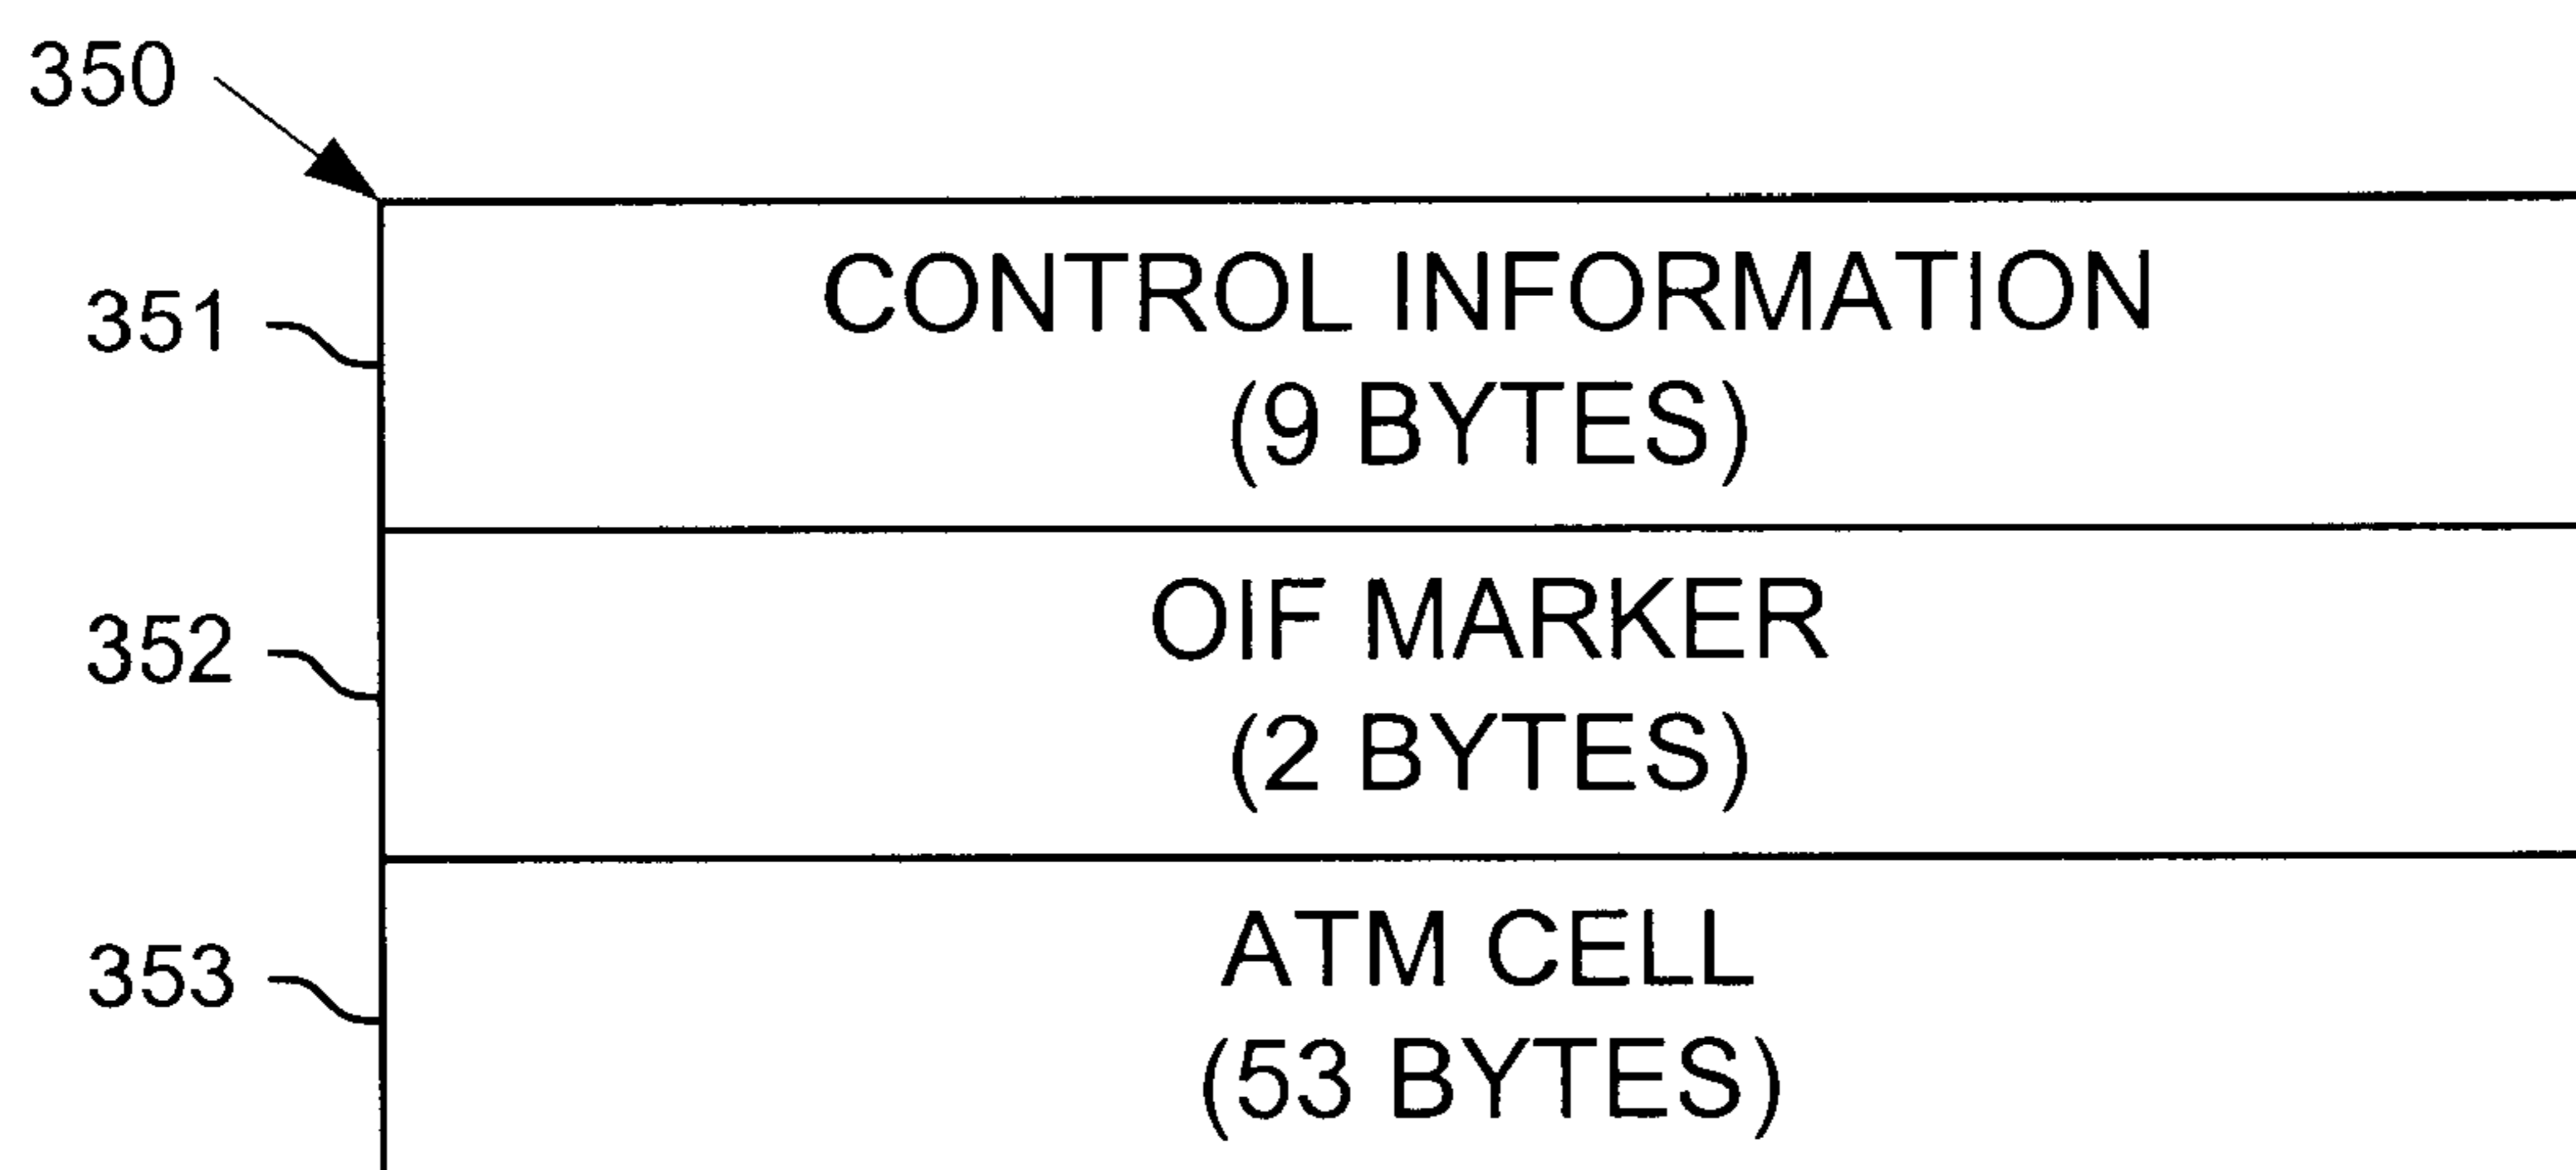 350
351
CONTROL INFORMATION
(9 BYTES)
352
OIF MARKER
(2 BYTES)
353
ATM CELL
(53 BYTES)